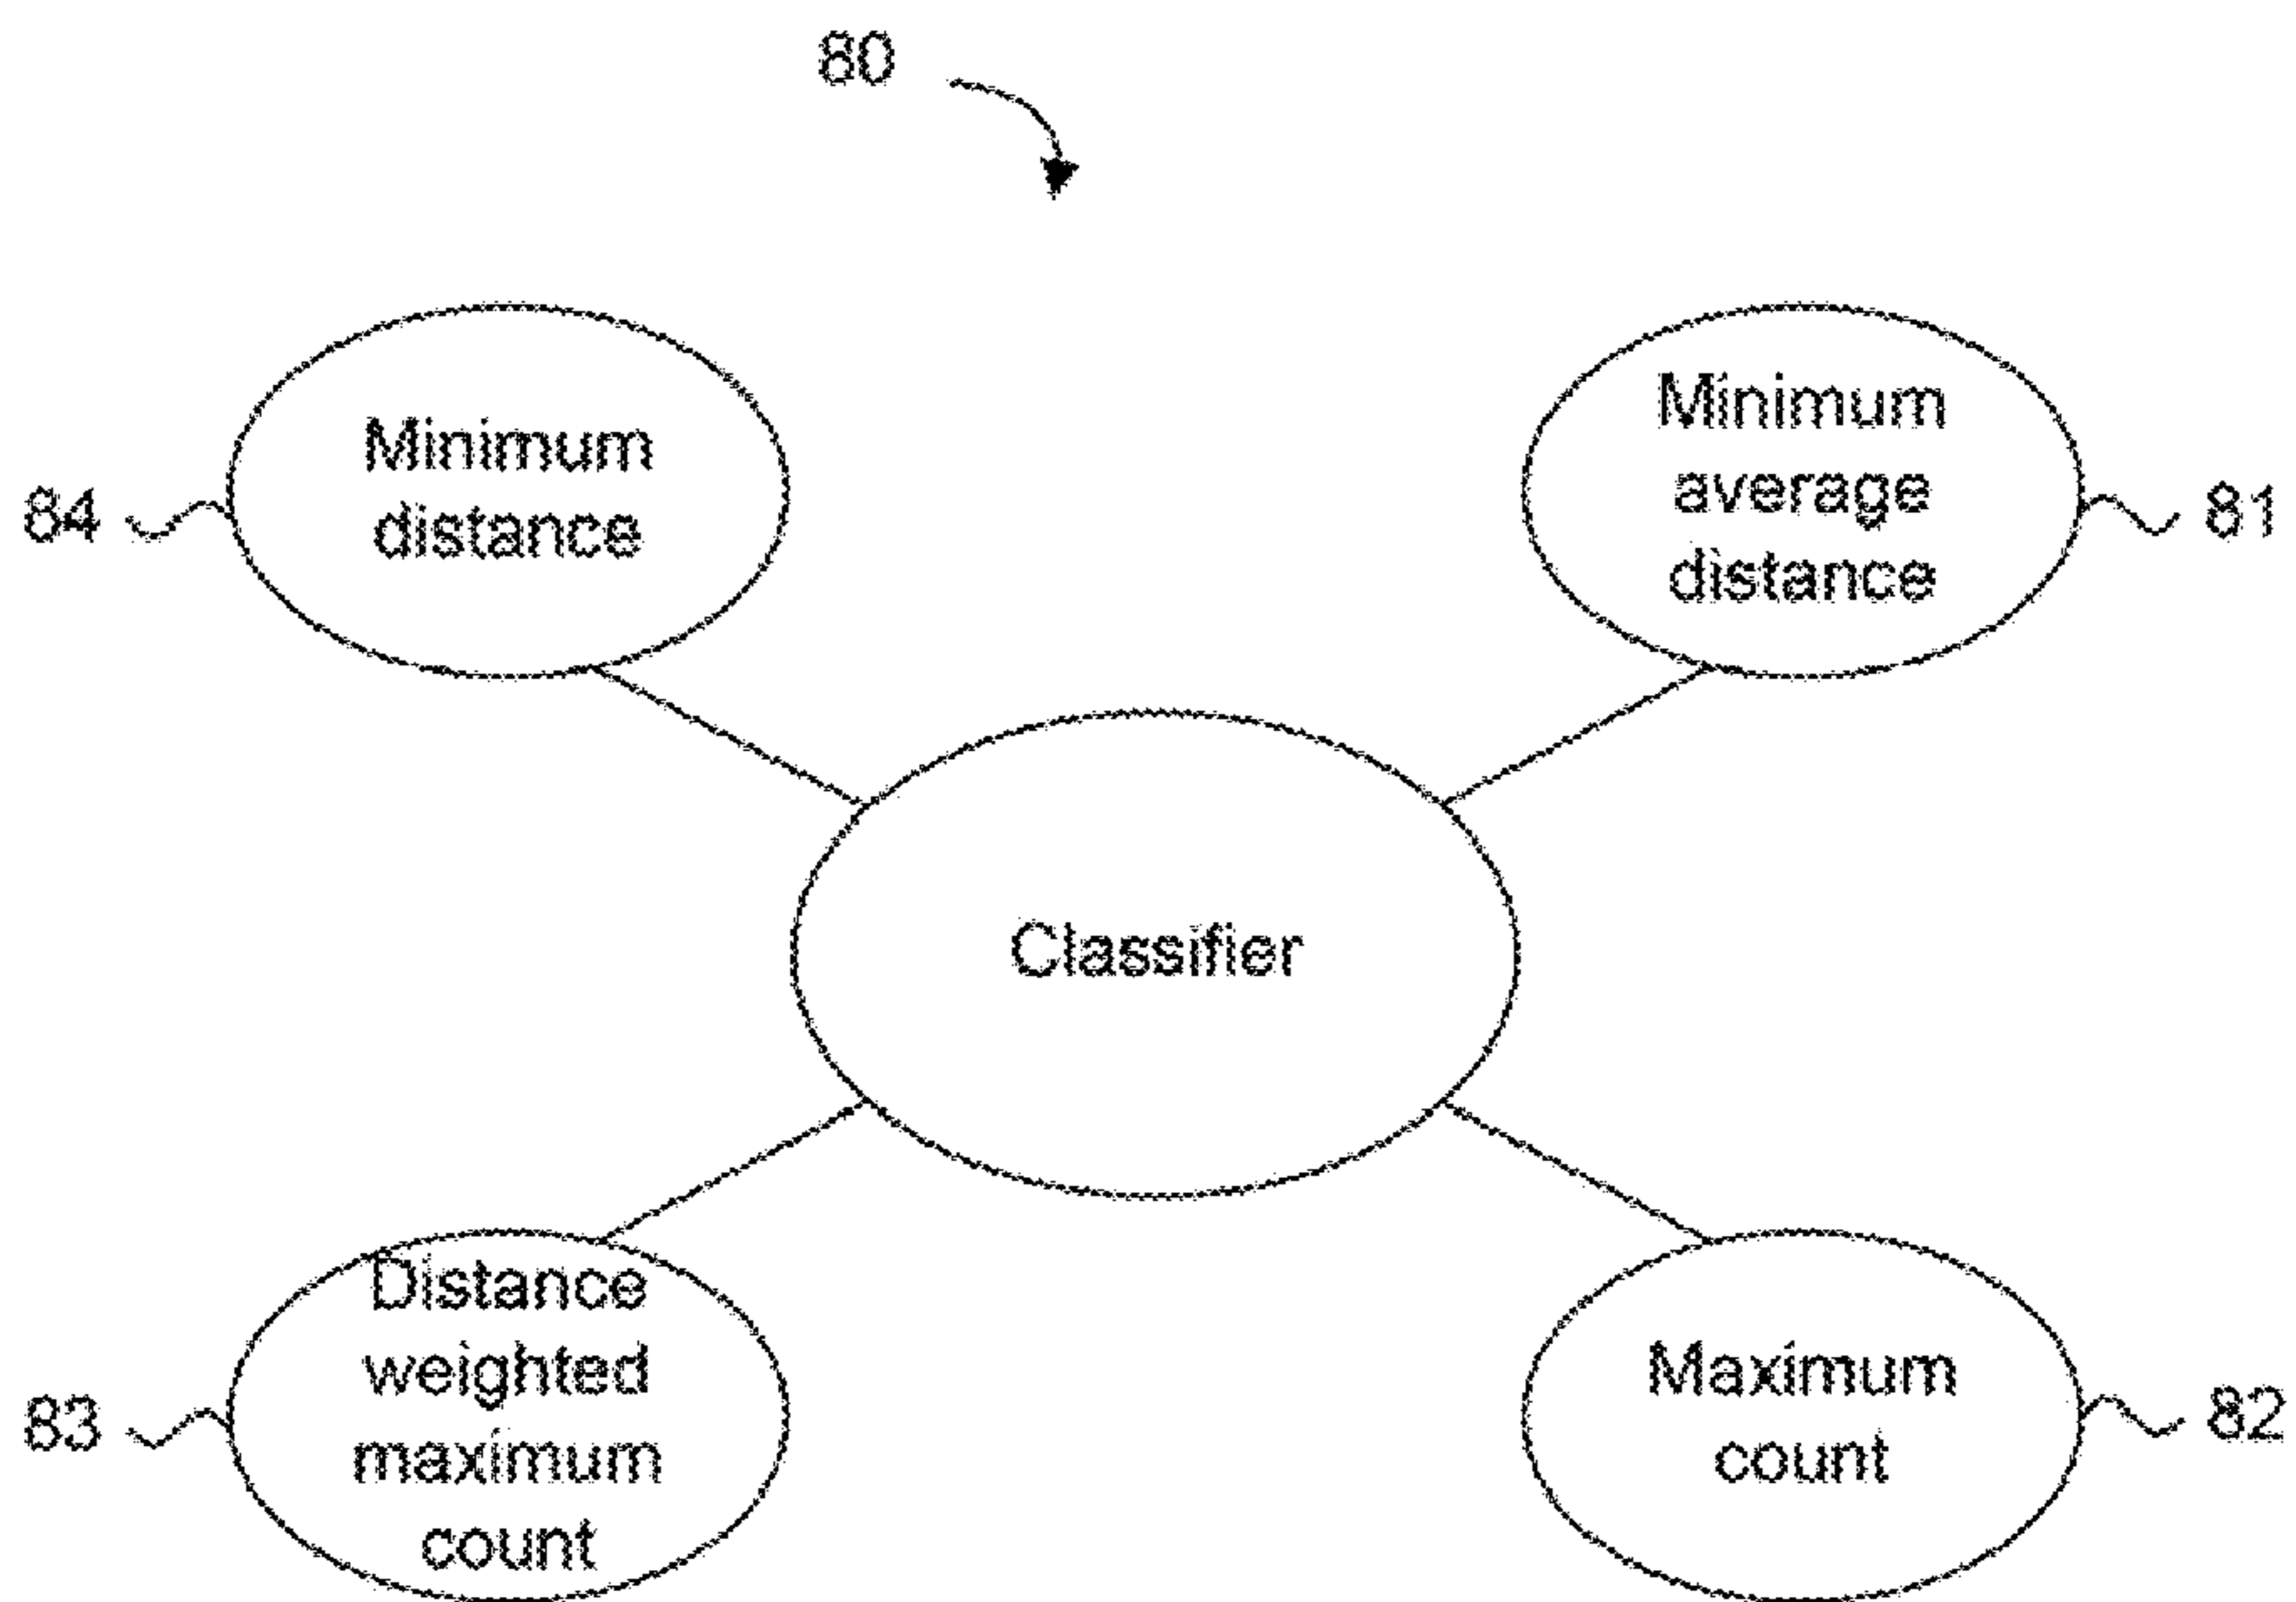 80
Minimum
distance
84
Minimum
average
distance
81
Classifier
Distance
weighted
maximum
count
83
Maximum
count
82